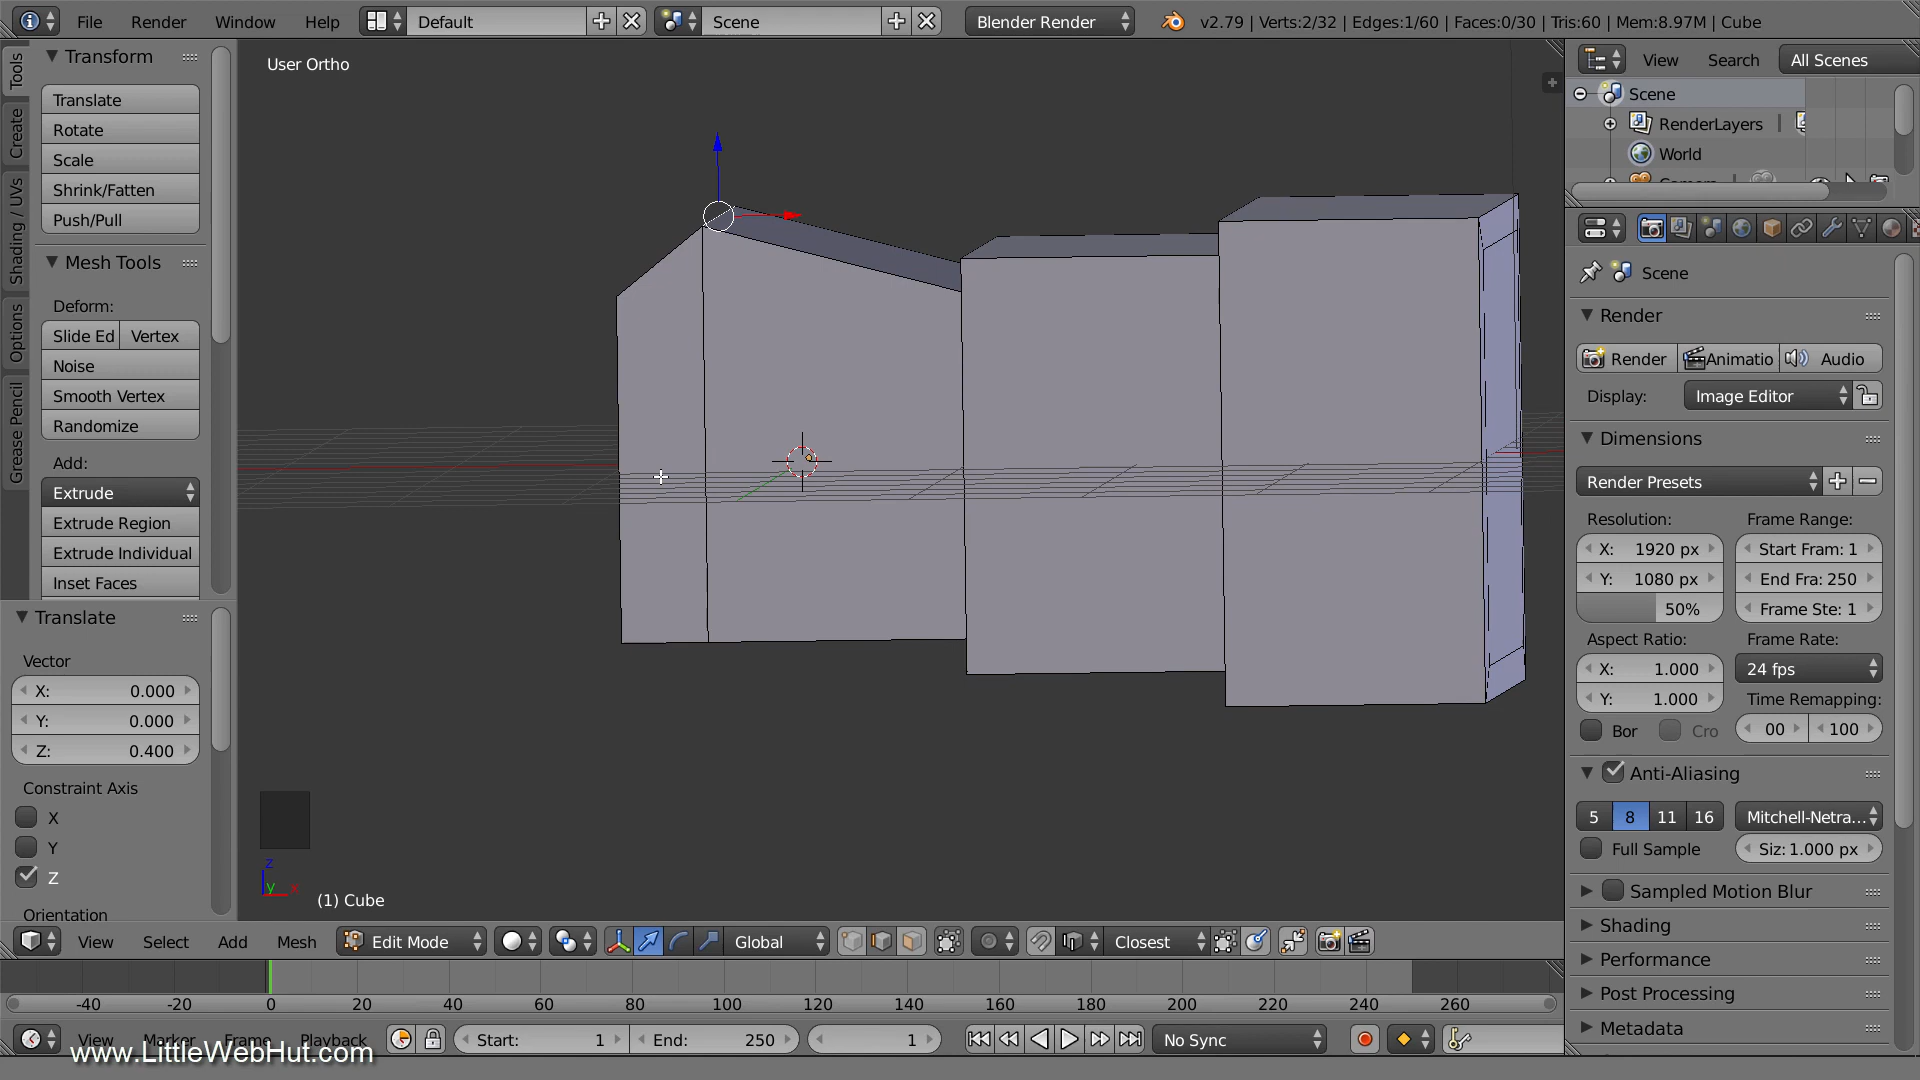 File Render Window Help Default Scene Blender Render v2.79 | Verts:2/32 | Edges:1/60 | Faces:0/30 | Tris:60 | Mem:8.97M | Cube
Tools
Create
Shading / UVs
Options
Grease Pencil
Transform
Translate
Rotate
Scale
Shrink/Fatten
Push/Pull
Mesh Tools
Deform:
Slide Ed Vertex
Noise
Smooth Vertex
Randomize
Add:
Extrude
Extrude Region
Extrude Individual
Inset Faces
Translate
Vector
X: 0.000
Y: 0.000
Z: 0.400
Constraint Axis
X
Y
Z
Orientation
User Ortho
z
y x
(1) Cube
View Select Add Mesh Edit Mode Global Closest
-40 -20 0 20 40 60 80 100 120 140 160 180 200 220 240 260
View Marker Frame Playback Start: 1 End: 250 1 No Sync
www.LittleWebHut.com
View Search All Scenes
Scene
RenderLayers
World
Scene
Render
Render Animatio Audio
Display: Image Editor
Dimensions
Render Presets
Resolution: Frame Range:
X: 1920 px Start Fram: 1
Y: 1080 px End Fra: 250
50% Frame Ste: 1
Aspect Ratio: Frame Rate:
X: 1.000 24 fps
Y: 1.000 Time Remapping:
Bor Cro 00 100
Anti-Aliasing
5 8 11 16 Mitchell-Netra...
Full Sample Siz: 1.000 px
Sampled Motion Blur
Shading
Performance
Post Processing
Metadata